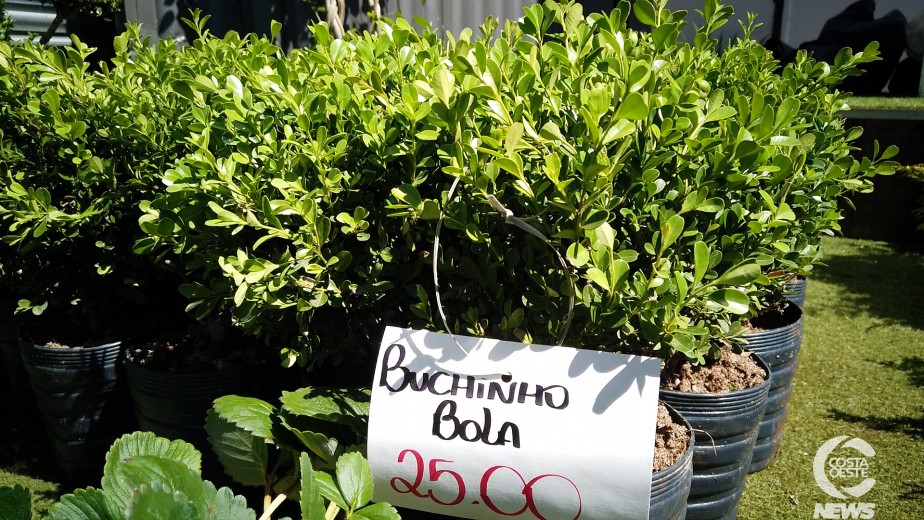 BUCHINHO
BOLA
25.00
COSTA
OESTE
NEWS